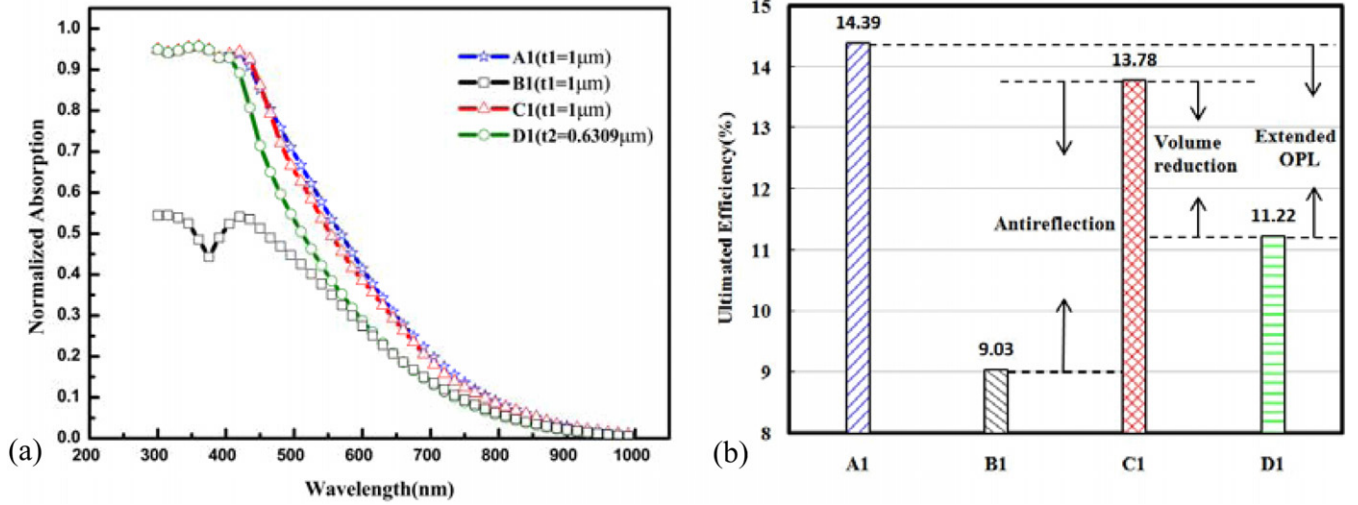 1.0
0.9
0.8
0.7
0.6
0.5
0.4
0.3
0.2
0.1
0.0
Normalized Absorption
200 300 400 500 600 700 800 900 1000
Wavelength(nm)
A1(t1=1μm)
B1(t1=1μm)
C1(t1=1μm)
D1(t2=0.6309μm)
(a)
15
14
13
12
11
10
9
8
Ultimated Efficiency(%)
14.39
9.03
13.78
11.22
Antireflection
Volume
reduction
Extended
OPL
A1 B1 C1 D1
(b)